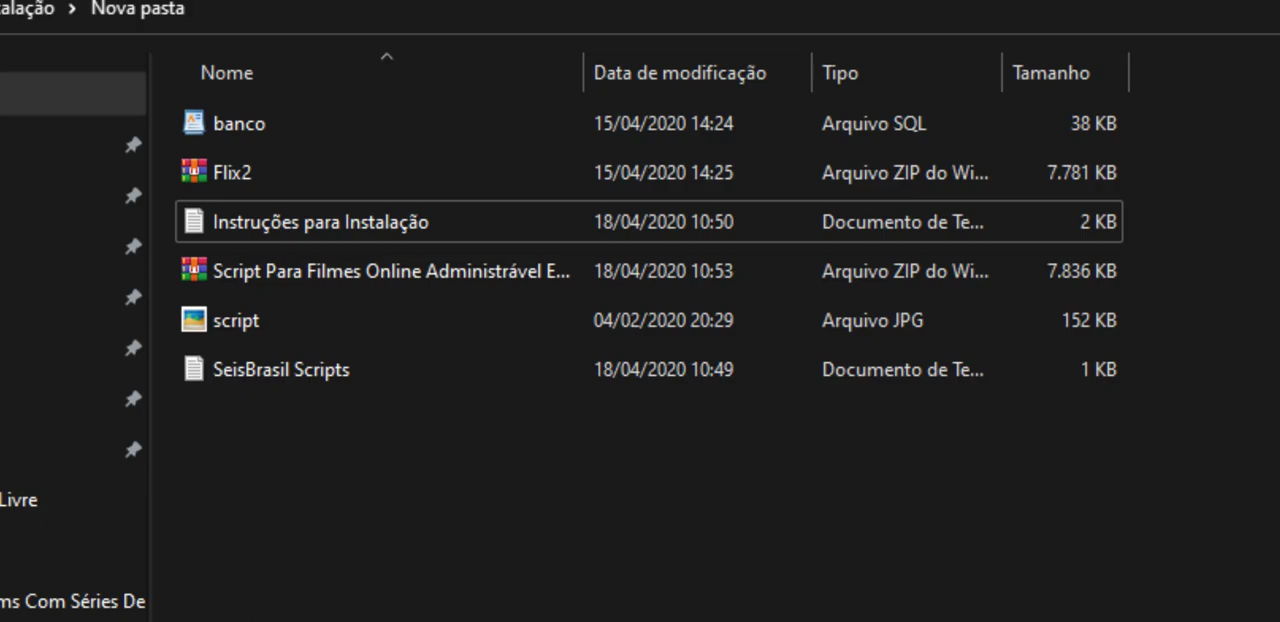 alação > Nova pasta
Nome Data de modificação Tipo Tamanho
banco 15/04/2020 14:24 Arquivo SQL 38 KB
Flix2 15/04/2020 14:25 Arquivo ZIP do Wi... 7.781 KB
Instruções para Instalação 18/04/2020 10:50 Documento de Te... 2 KB
Script Para Filmes Online Administrável E... 18/04/2020 10:53 Arquivo ZIP do Wi... 7.836 KB
script 04/02/2020 20:29 Arquivo JPG 152 KB
SeisBrasil Scripts 18/04/2020 10:49 Documento de Te... 1 KB
Livre
ms Com Séries De